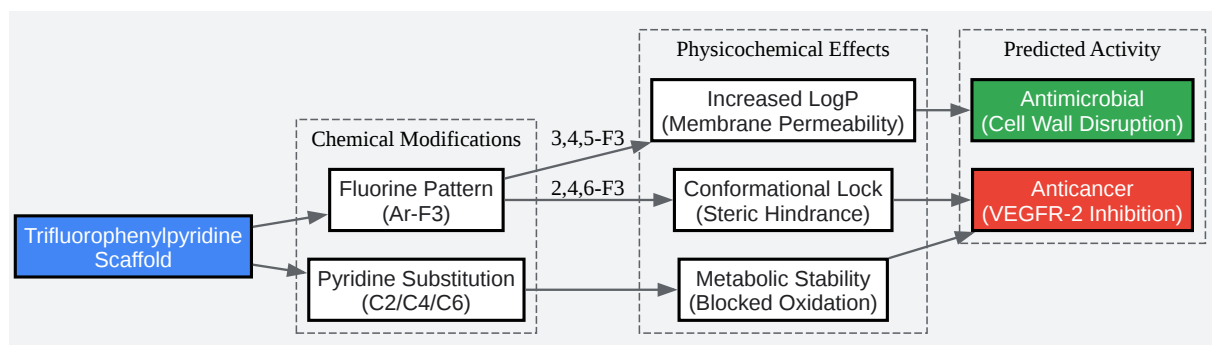 Trifluorophenylpyridine
Scaffold
Chemical Modifications
Fluorine Pattern
(Ar-F3)
Pyridine Substitution
(C2/C4/C6)
3,4,5-F3
2,4,6-F3
Physicochemical Effects
Increased LogP
(Membrane Permeability)
Conformational Lock
(Steric Hindrance)
Metabolic Stability
(Blocked Oxidation)
Predicted Activity
Antimicrobial
(Cell Wall Disruption)
Anticancer
(VEGFR-2 Inhibition)